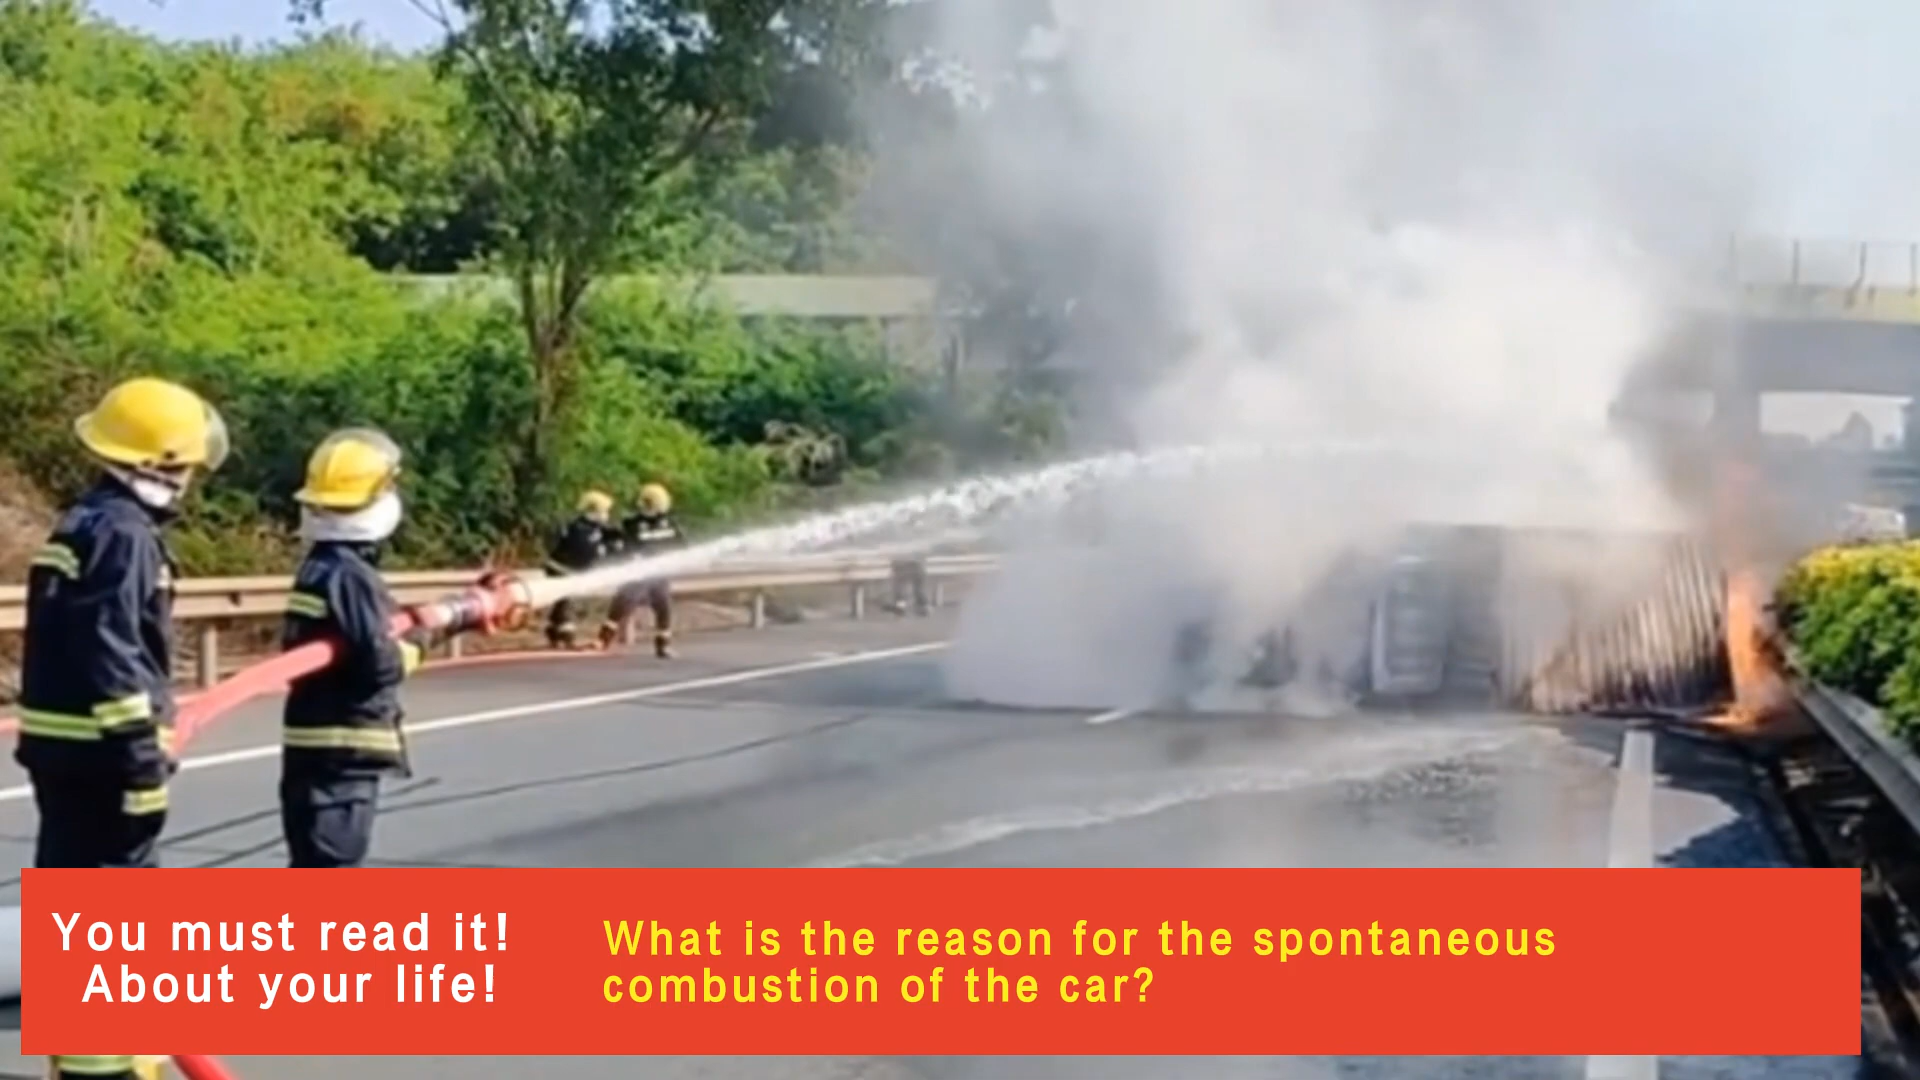 You must read it!
About your life!
What is the reason for the spontaneous
combustion of the car?